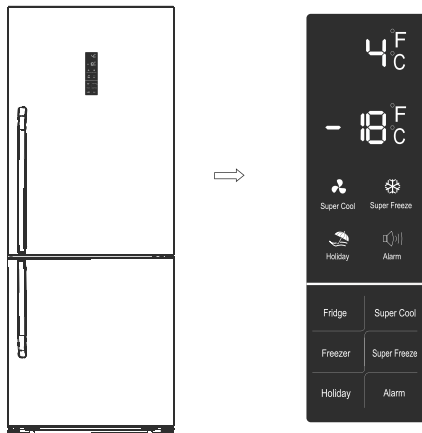 4 °F
°C
- 18 °F
°C
Super Cool Super Freeze
Holiday Alarm
Fridge Super Cool
Freezer Super Freeze
Holiday Alarm